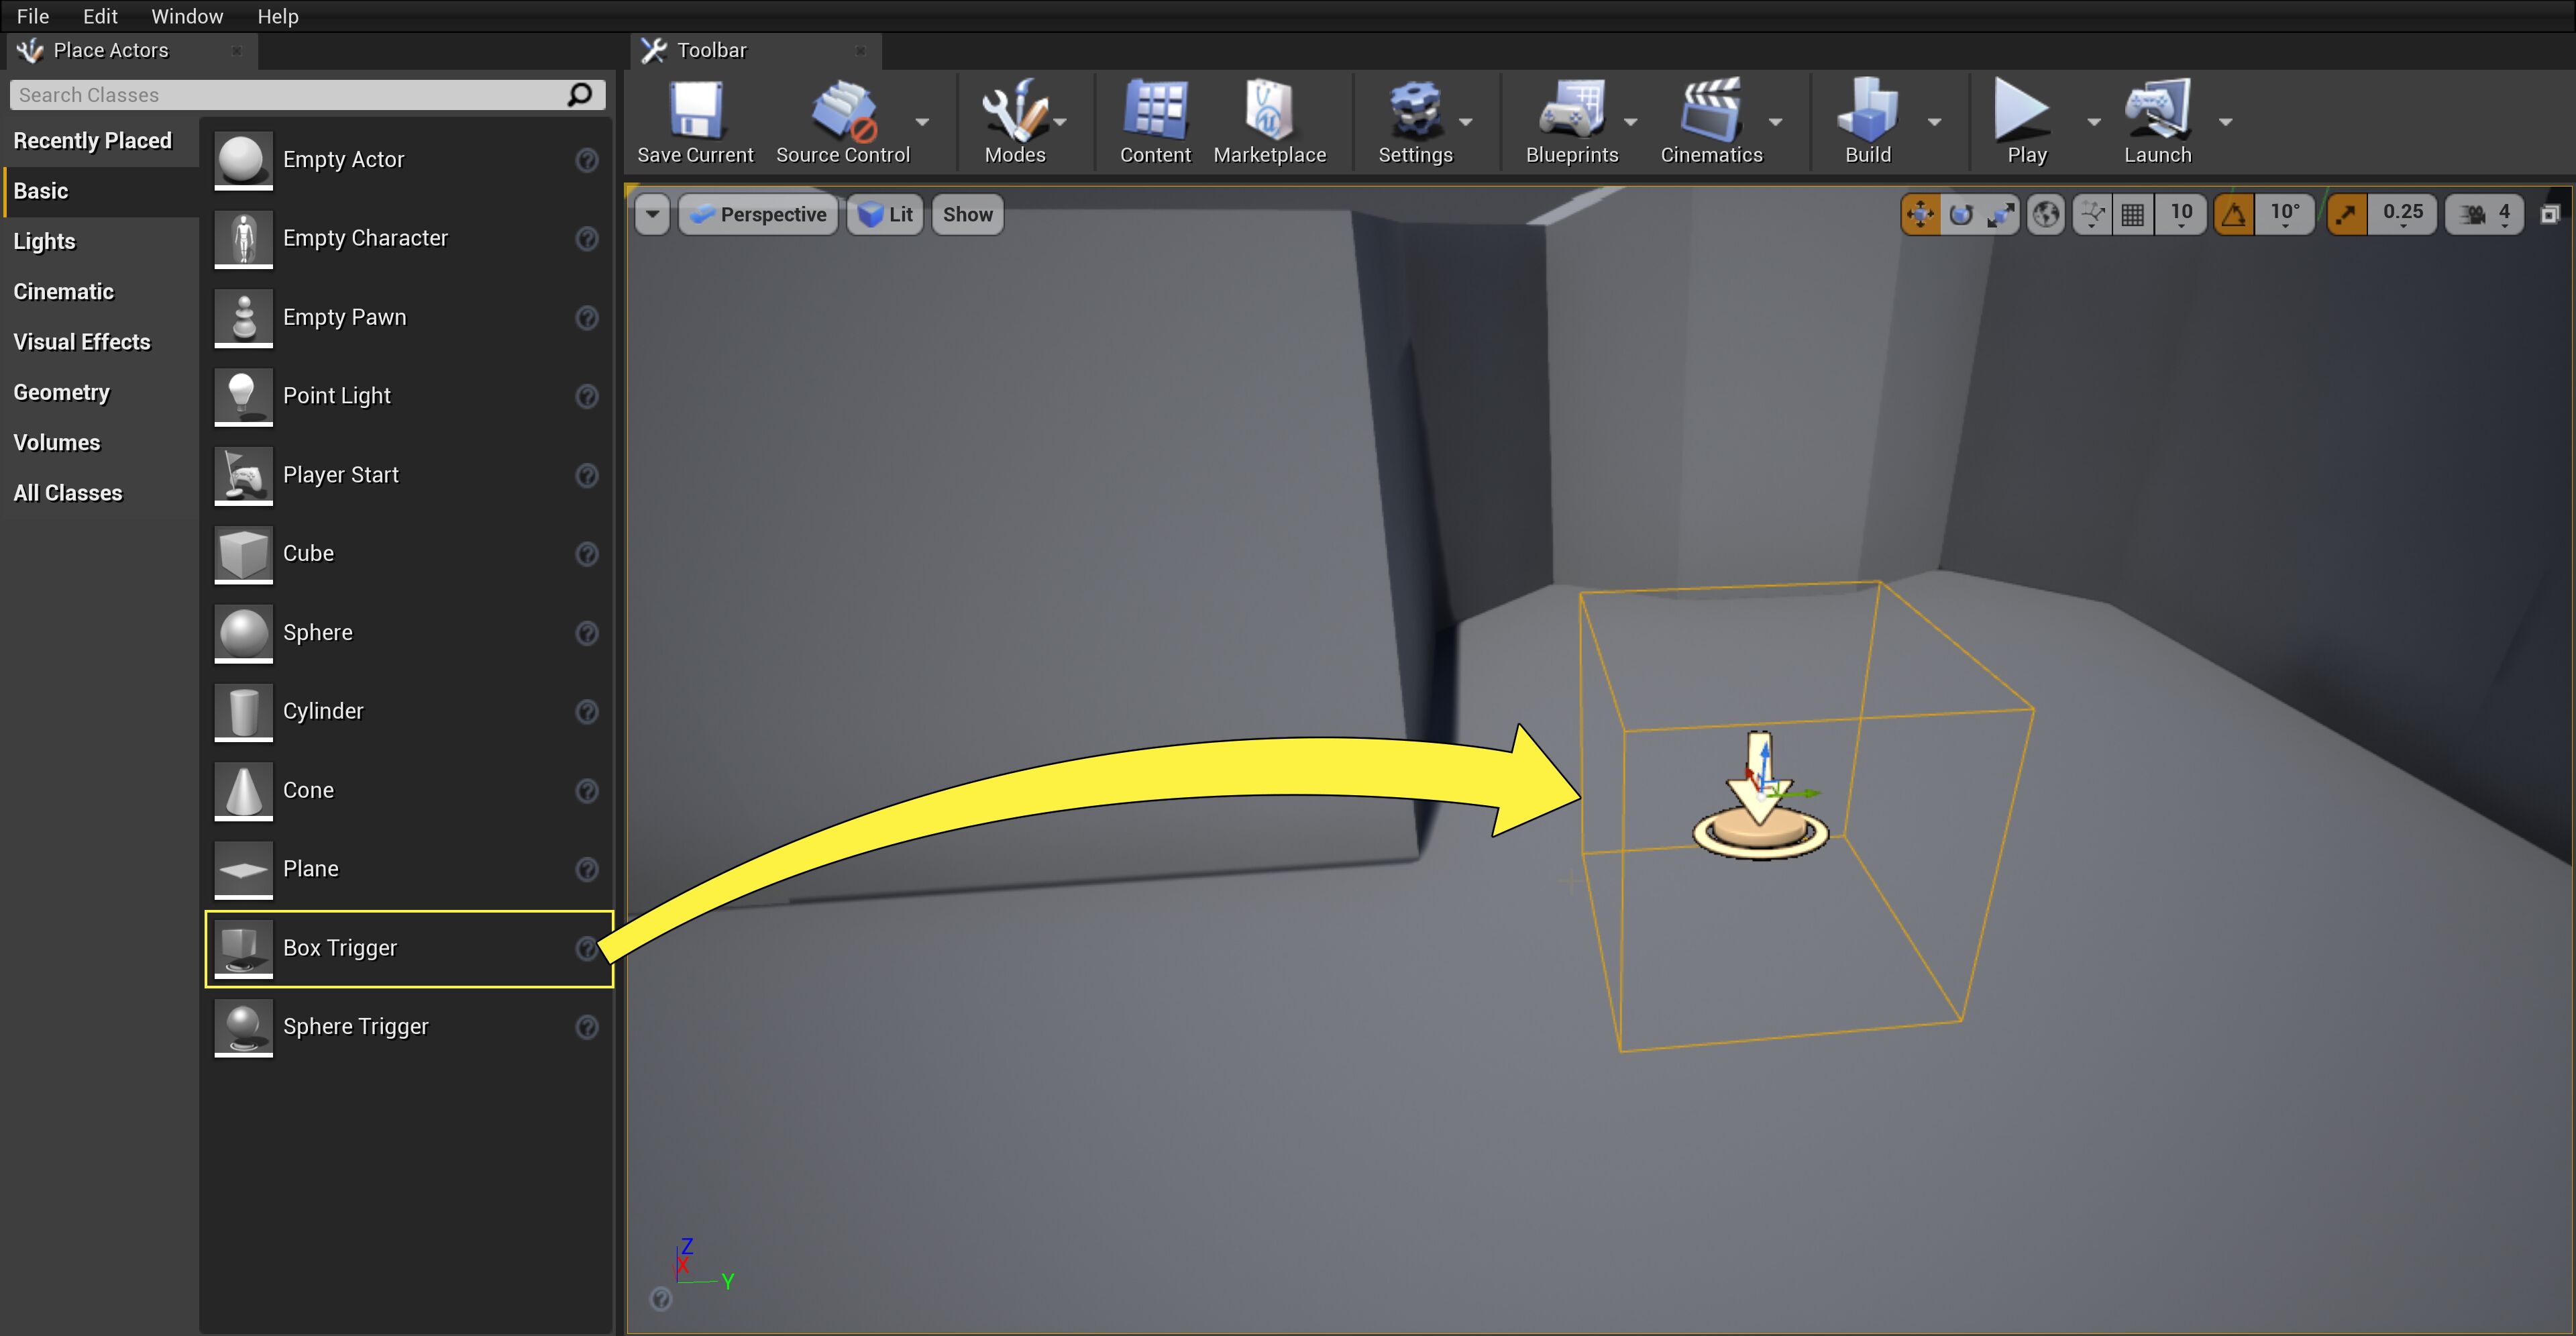 File Edit Window Help
Place Actors
Toolbar
Search Classes
Recently Placed
Basic
Lights
Cinematic
Visual Effects
Geometry
Volumes
All Classes
Empty Actor
Empty Character
Empty Pawn
Point Light
Player Start
Cube
Sphere
Cylinder
Cone
Plane
Box Trigger
Sphere Trigger
Save Current Source Control Modes Content Marketplace Settings Blueprints Cinematics Build Play Launch
Perspective Lit Show 10 10° 0.25 4
Z
X
Y